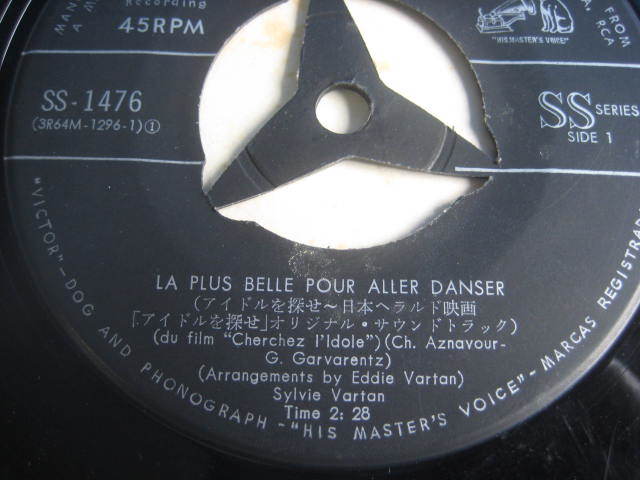 Recording
45RPM
"HIS MASTER'S VOICE"
FROM
RCA
SS-1476
(3R64M-1296-1)①
SS SERIES
SIDE 1
LA PLUS BELLE POUR ALLER DANSER
(アイドルを探せ〜日本ヘラルド映画
「アイドルを探せ」オリジナル・サウンドトラック)
(du film "Cherchez l'Idole")(Ch. Aznavour-
G. Garvarentz)
(Arrangements by Eddie Vartan)
Sylvie Vartan
Time 2: 28
"VICTOR"-DOG AND PHONOGRAPH -"HIS MASTER'S VOICE"- MARCAS